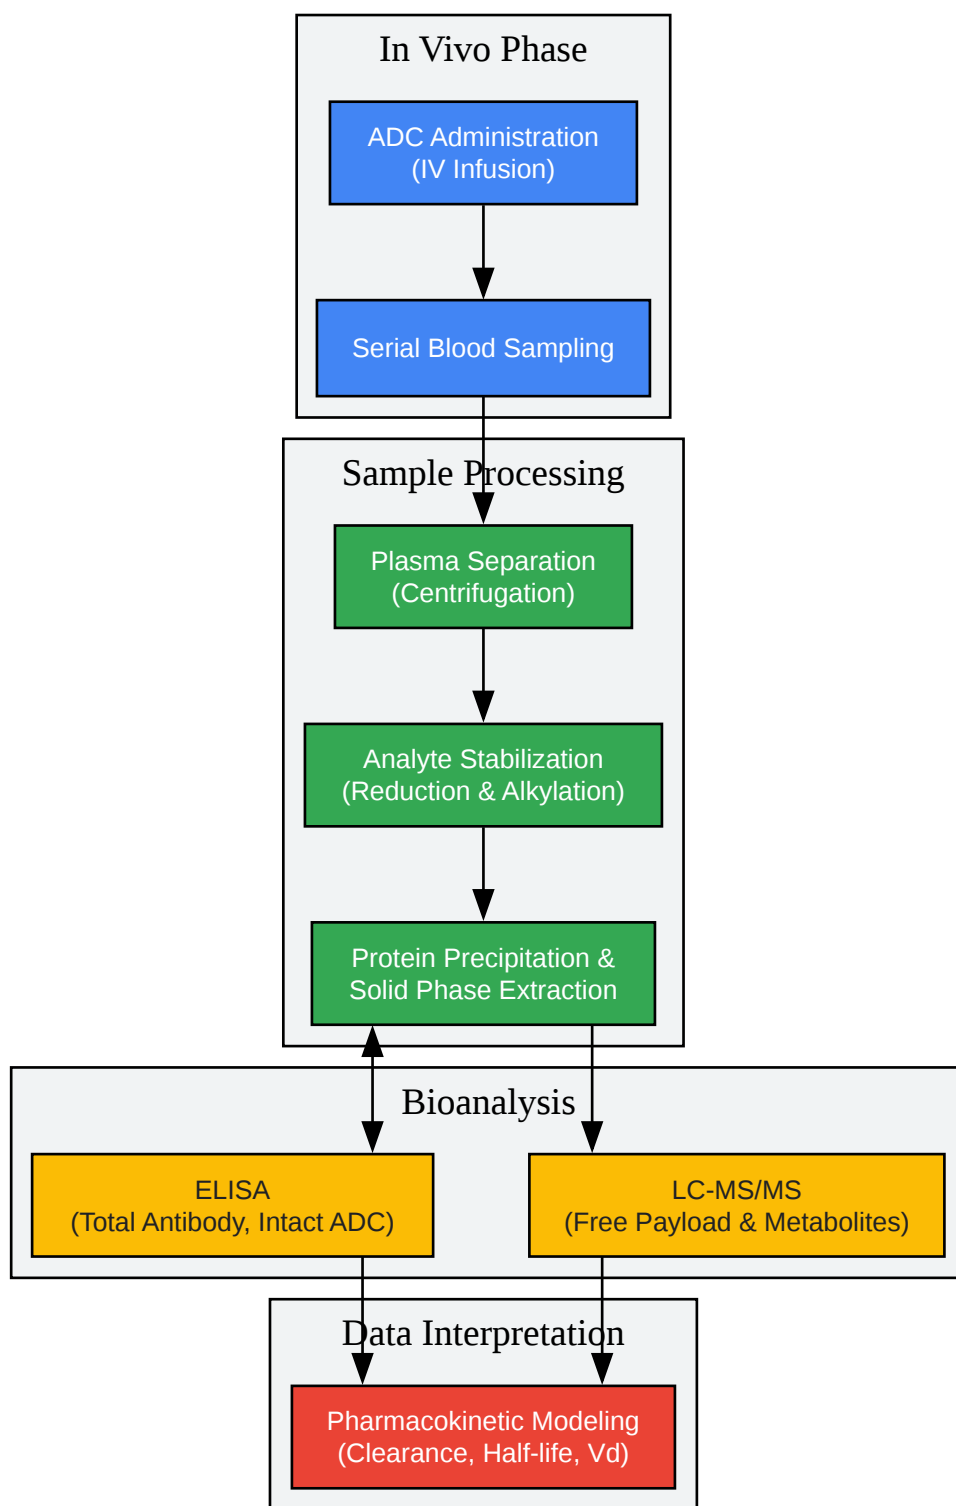 In Vivo Phase
ADC Administration
(IV Infusion)
Serial Blood Sampling
Sample Processing
Plasma Separation
(Centrifugation)
Analyte Stabilization
(Reduction & Alkylation)
Protein Precipitation &
Solid Phase Extraction
Bioanalysis
ELISA
(Total Antibody, Intact ADC)
LC-MS/MS
(Free Payload & Metabolites)
Data Interpretation
Pharmacokinetic Modeling
(Clearance, Half-life, Vd)